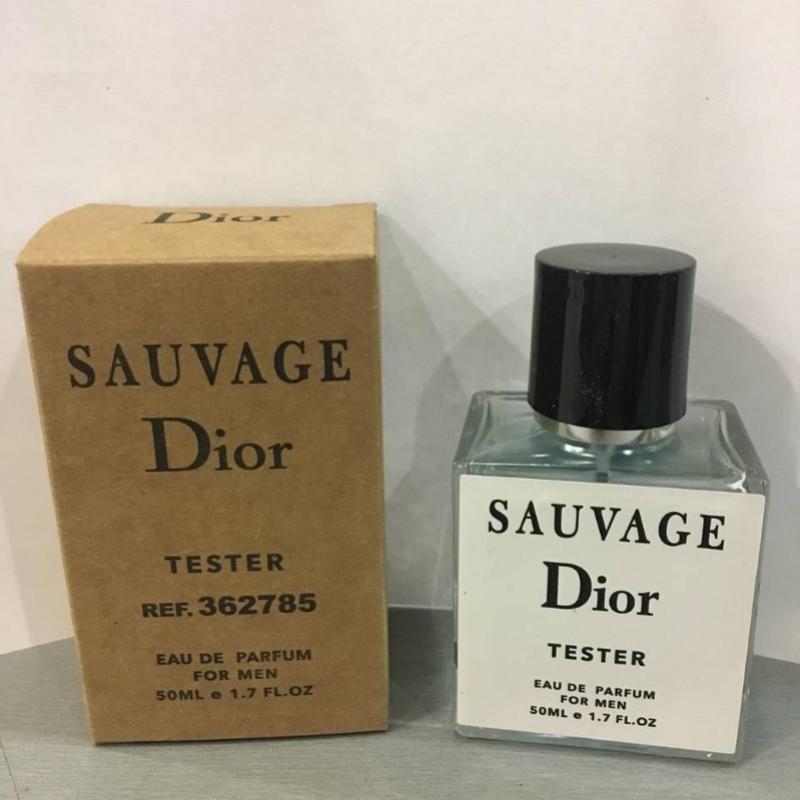 Dior
SAUVAGE
Dior
TESTER
REF. 362785
EAU DE PARFUM
FOR MEN
50ML e 1.7 FL.OZ
SAUVAGE
Dior
TESTER
EAU DE PARFUM
FOR MEN
50ML e 1.7 FL.OZ